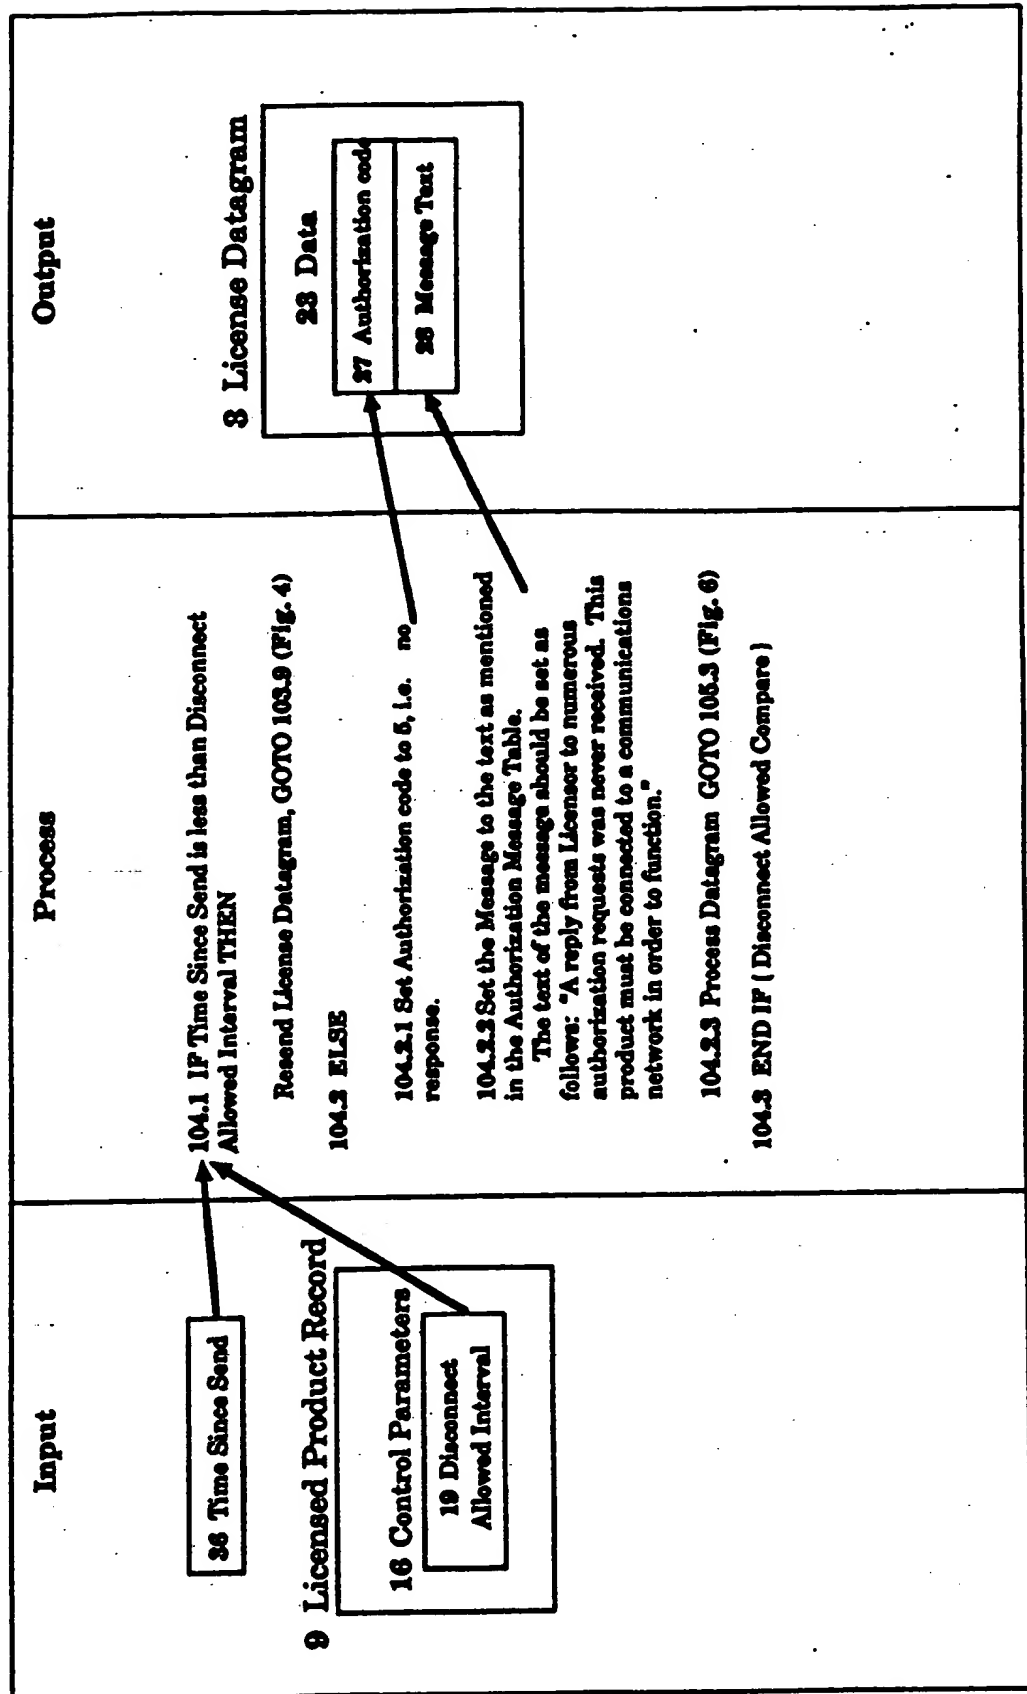 Input
36 Time Since Send
9 Licensed Product Record
16 Control Parameters
19 Disconnect
Allowed Interval
Process
104.1 IF Time Since Send is less than Disconnect
Allowed Interval THEN
Resend License Datagram, GOTO 103.9 (Fig. 4)
104.2 ELSE
104.2.1 Set Authorization code to 5, i.e. no
response.
104.2.2 Set the Message to the text as mentioned
in the Authorization Message Table.
The text of the message should be set as
follows: "A reply from Licensor to numerous
authorization requests was never received. This
product must be connected to a communications
network in order to function."
104.2.3 Process Datagram GOTO 105.3 (Fig. 6)
104.3 END IF { Disconnect Allowed Compare }
Output
3 License Datagram
23 Data
27 Authorization code
28 Message Text